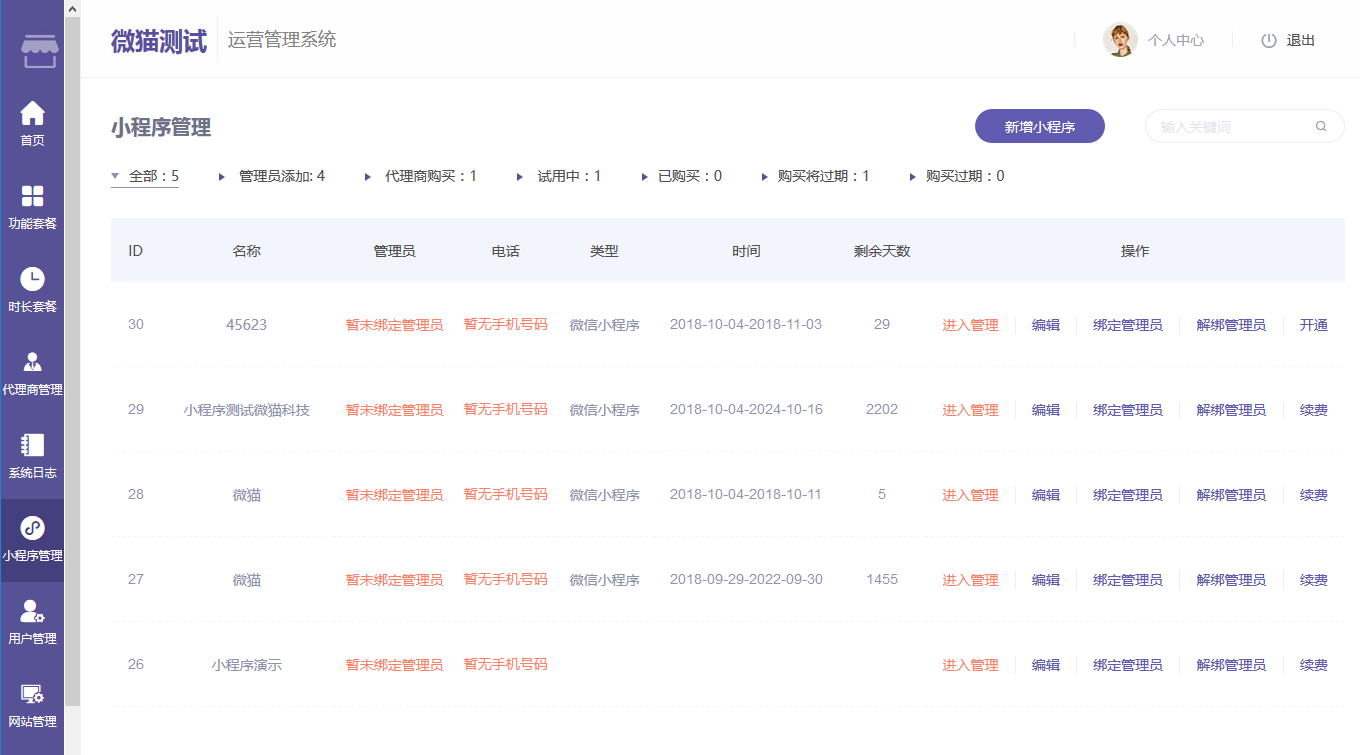 微猫测试 运营管理系统 个人中心 退出
首页
功能套餐
时长套餐
代理商管理
系统日志
小程序管理
用户管理
网站管理
小程序管理 新增小程序 输入关键词
全部：5 管理员添加: 4 代理商购买：1 试用中：1 已购买：0 购买将过期：1 购买过期：0
ID 名称 管理员 电话 类型 时间 剩余天数 操作
30 45623 暂未绑定管理员 暂无手机号码 微信小程序 2018-10-04-2018-11-03 29 进入管理 编辑 绑定管理员 解绑管理员 开通
29 小程序测试微猫科技 暂未绑定管理员 暂无手机号码 微信小程序 2018-10-04-2024-10-16 2202 进入管理 编辑 绑定管理员 解绑管理员 续费
28 微猫 暂未绑定管理员 暂无手机号码 微信小程序 2018-10-04-2018-10-11 5 进入管理 编辑 绑定管理员 解绑管理员 续费
27 微猫 暂未绑定管理员 暂无手机号码 微信小程序 2018-09-29-2022-09-30 1455 进入管理 编辑 绑定管理员 解绑管理员 续费
26 小程序演示 暂未绑定管理员 暂无手机号码 进入管理 编辑 绑定管理员 解绑管理员 续费